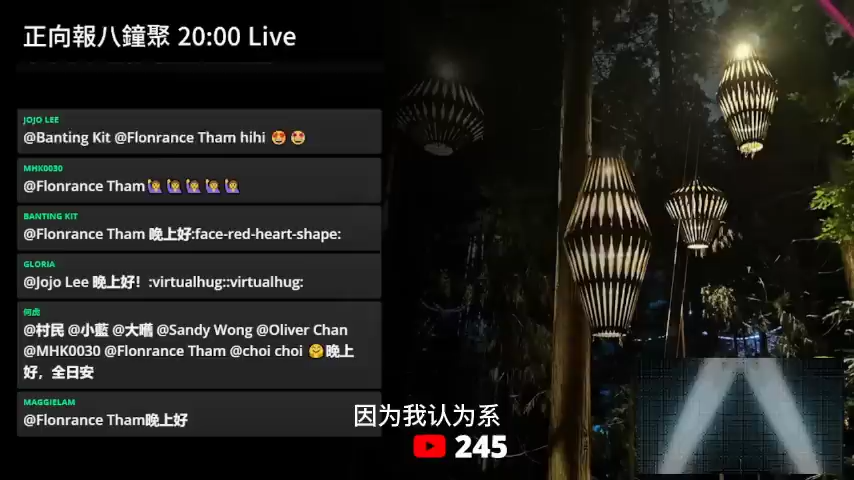 正向報八鐘聚 20:00 Live
JOJO LEE
@Banting Kit @Flonrance Tham hihi 😍 😍
MHK0030
@Flonrance Tham🙋‍♀️🙋‍♀️🙋‍♀️🙋‍♀️🙋‍♀️
BANTING KIT
@Flonrance Tham 晚上好:face-red-heart-shape:
GLORIA
@Jojo Lee 晚上好！:virtualhug::virtualhug:
何虎
@村民 @小藍 @大嘴 @Sandy Wong @Oliver Chan
@MHK0030 @Flonrance Tham @choi choi 🤗晚上
好，全日安
MAGGIELAM
@Flonrance Tham晚上好
因为我认为系
245